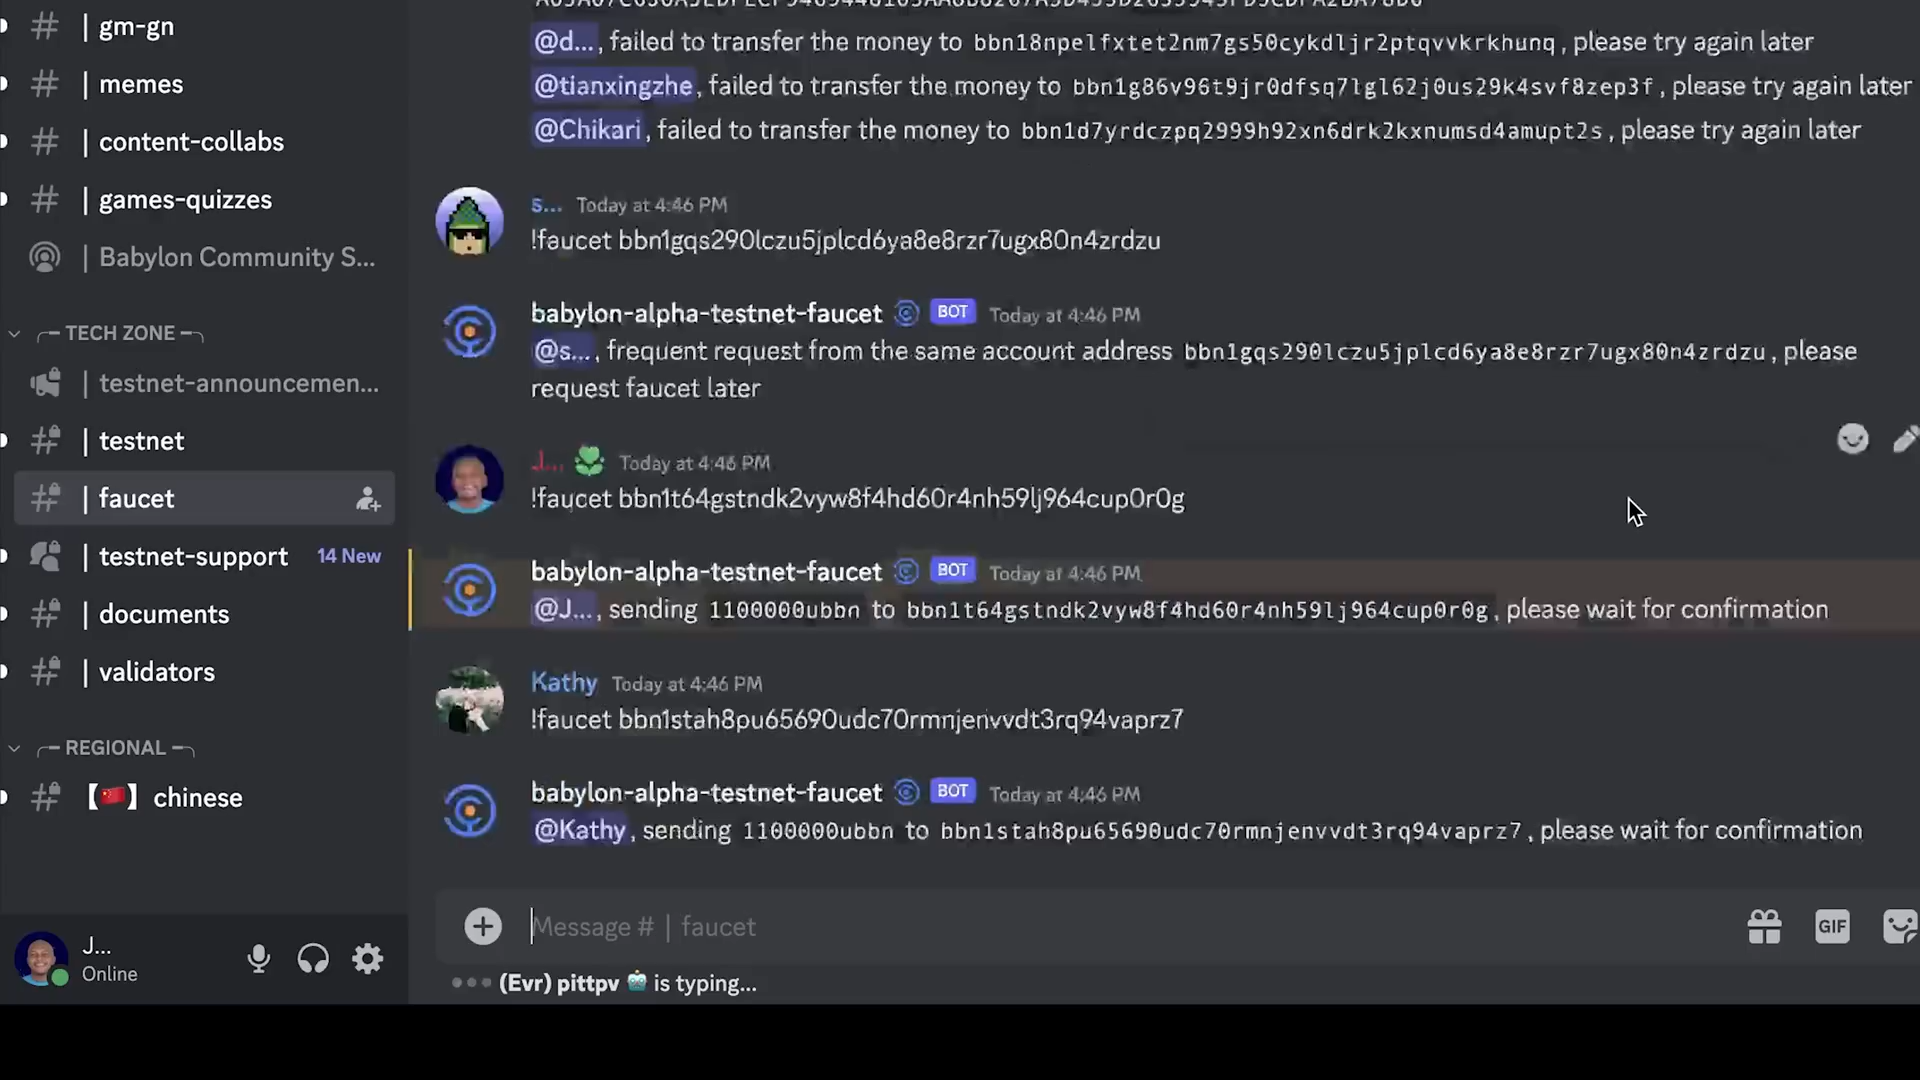 | gm-gn
| memes
| content-collabs
| games-quizzes
| Babylon Community S...
TECH ZONE
| testnet-announcemen...
| testnet
| faucet
| testnet-support 14 New
| documents
| validators
REGIONAL
【🇨🇳】 chinese
J...
Online
@d..., failed to transfer the money to bbn18npelfxtet2nm7gs50cykdljr2ptqvvkrkhunq, please try again later
@tianxingzhe, failed to transfer the money to bbn1g86v96t9jr0dfsq7lgl62j0us29k4svf8zep3f, please try again later
@Chikari, failed to transfer the money to bbn1d7yrdczpq2999h92xn6drk2kxnumsd4amupt2s, please try again later
s... Today at 4:46 PM
!faucet bbn1gqs290lczu5jplcd6ya8e8rzr7ugx80n4zrdzu
babylon-alpha-testnet-faucet BOT Today at 4:46 PM
@s..., frequent request from the same account address bbn1gqs290lczu5jplcd6ya8e8rzr7ugx80n4zrdzu, please
request faucet later
J... Today at 4:46 PM
!faucet bbn1t64gstndk2vyw8f4hd60r4nh59lj964cup0r0g
babylon-alpha-testnet-faucet BOT Today at 4:46 PM
@J..., sending 1100000ubbn to bbn1t64gstndk2vyw8f4hd60r4nh59lj964cup0r0g, please wait for confirmation
Kathy Today at 4:46 PM
!faucet bbn1stah8pu65690udc70rmnjenvvdt3rq94vaprz7
babylon-alpha-testnet-faucet BOT Today at 4:46 PM
@Kathy, sending 1100000ubbn to bbn1stah8pu65690udc70rmnjenvvdt3rq94vaprz7, please wait for confirmation
Message # | faucet
GIF
(Evr) pittpv is typing...